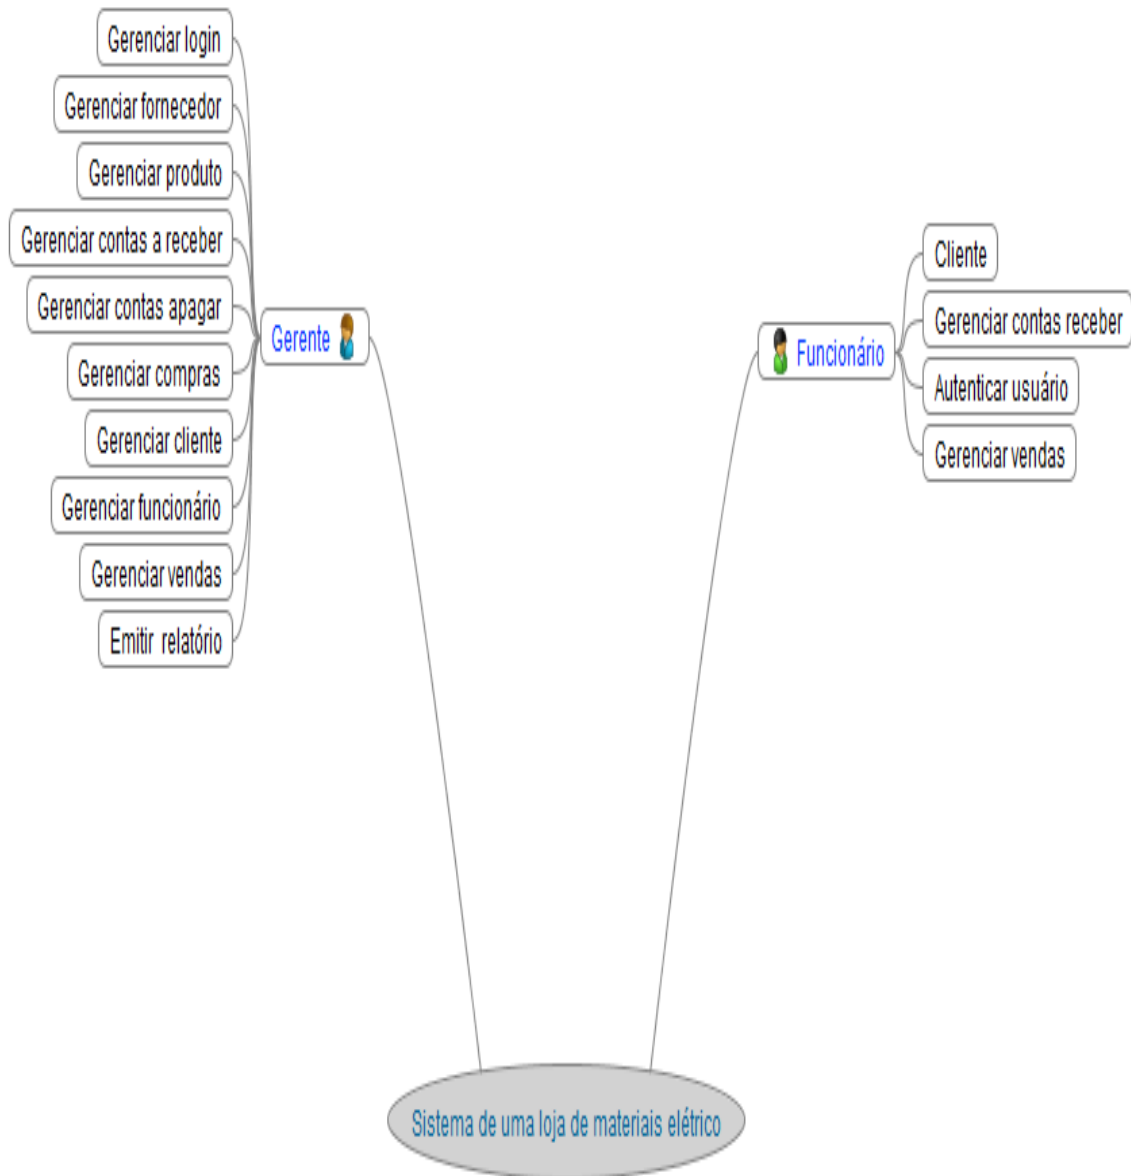 Gerenciar login
Gerenciar fornecedor
Gerenciar produto
Gerenciar contas a receber
Gerenciar contas apagar
Gerenciar compras
Gerenciar cliente
Gerenciar funcionário
Gerenciar vendas
Emitir relatório
Gerente
Funcionário
Cliente
Gerenciar contas receber
Autenticar usuário
Gerenciar vendas
Sistema de uma loja de materiais elétrico